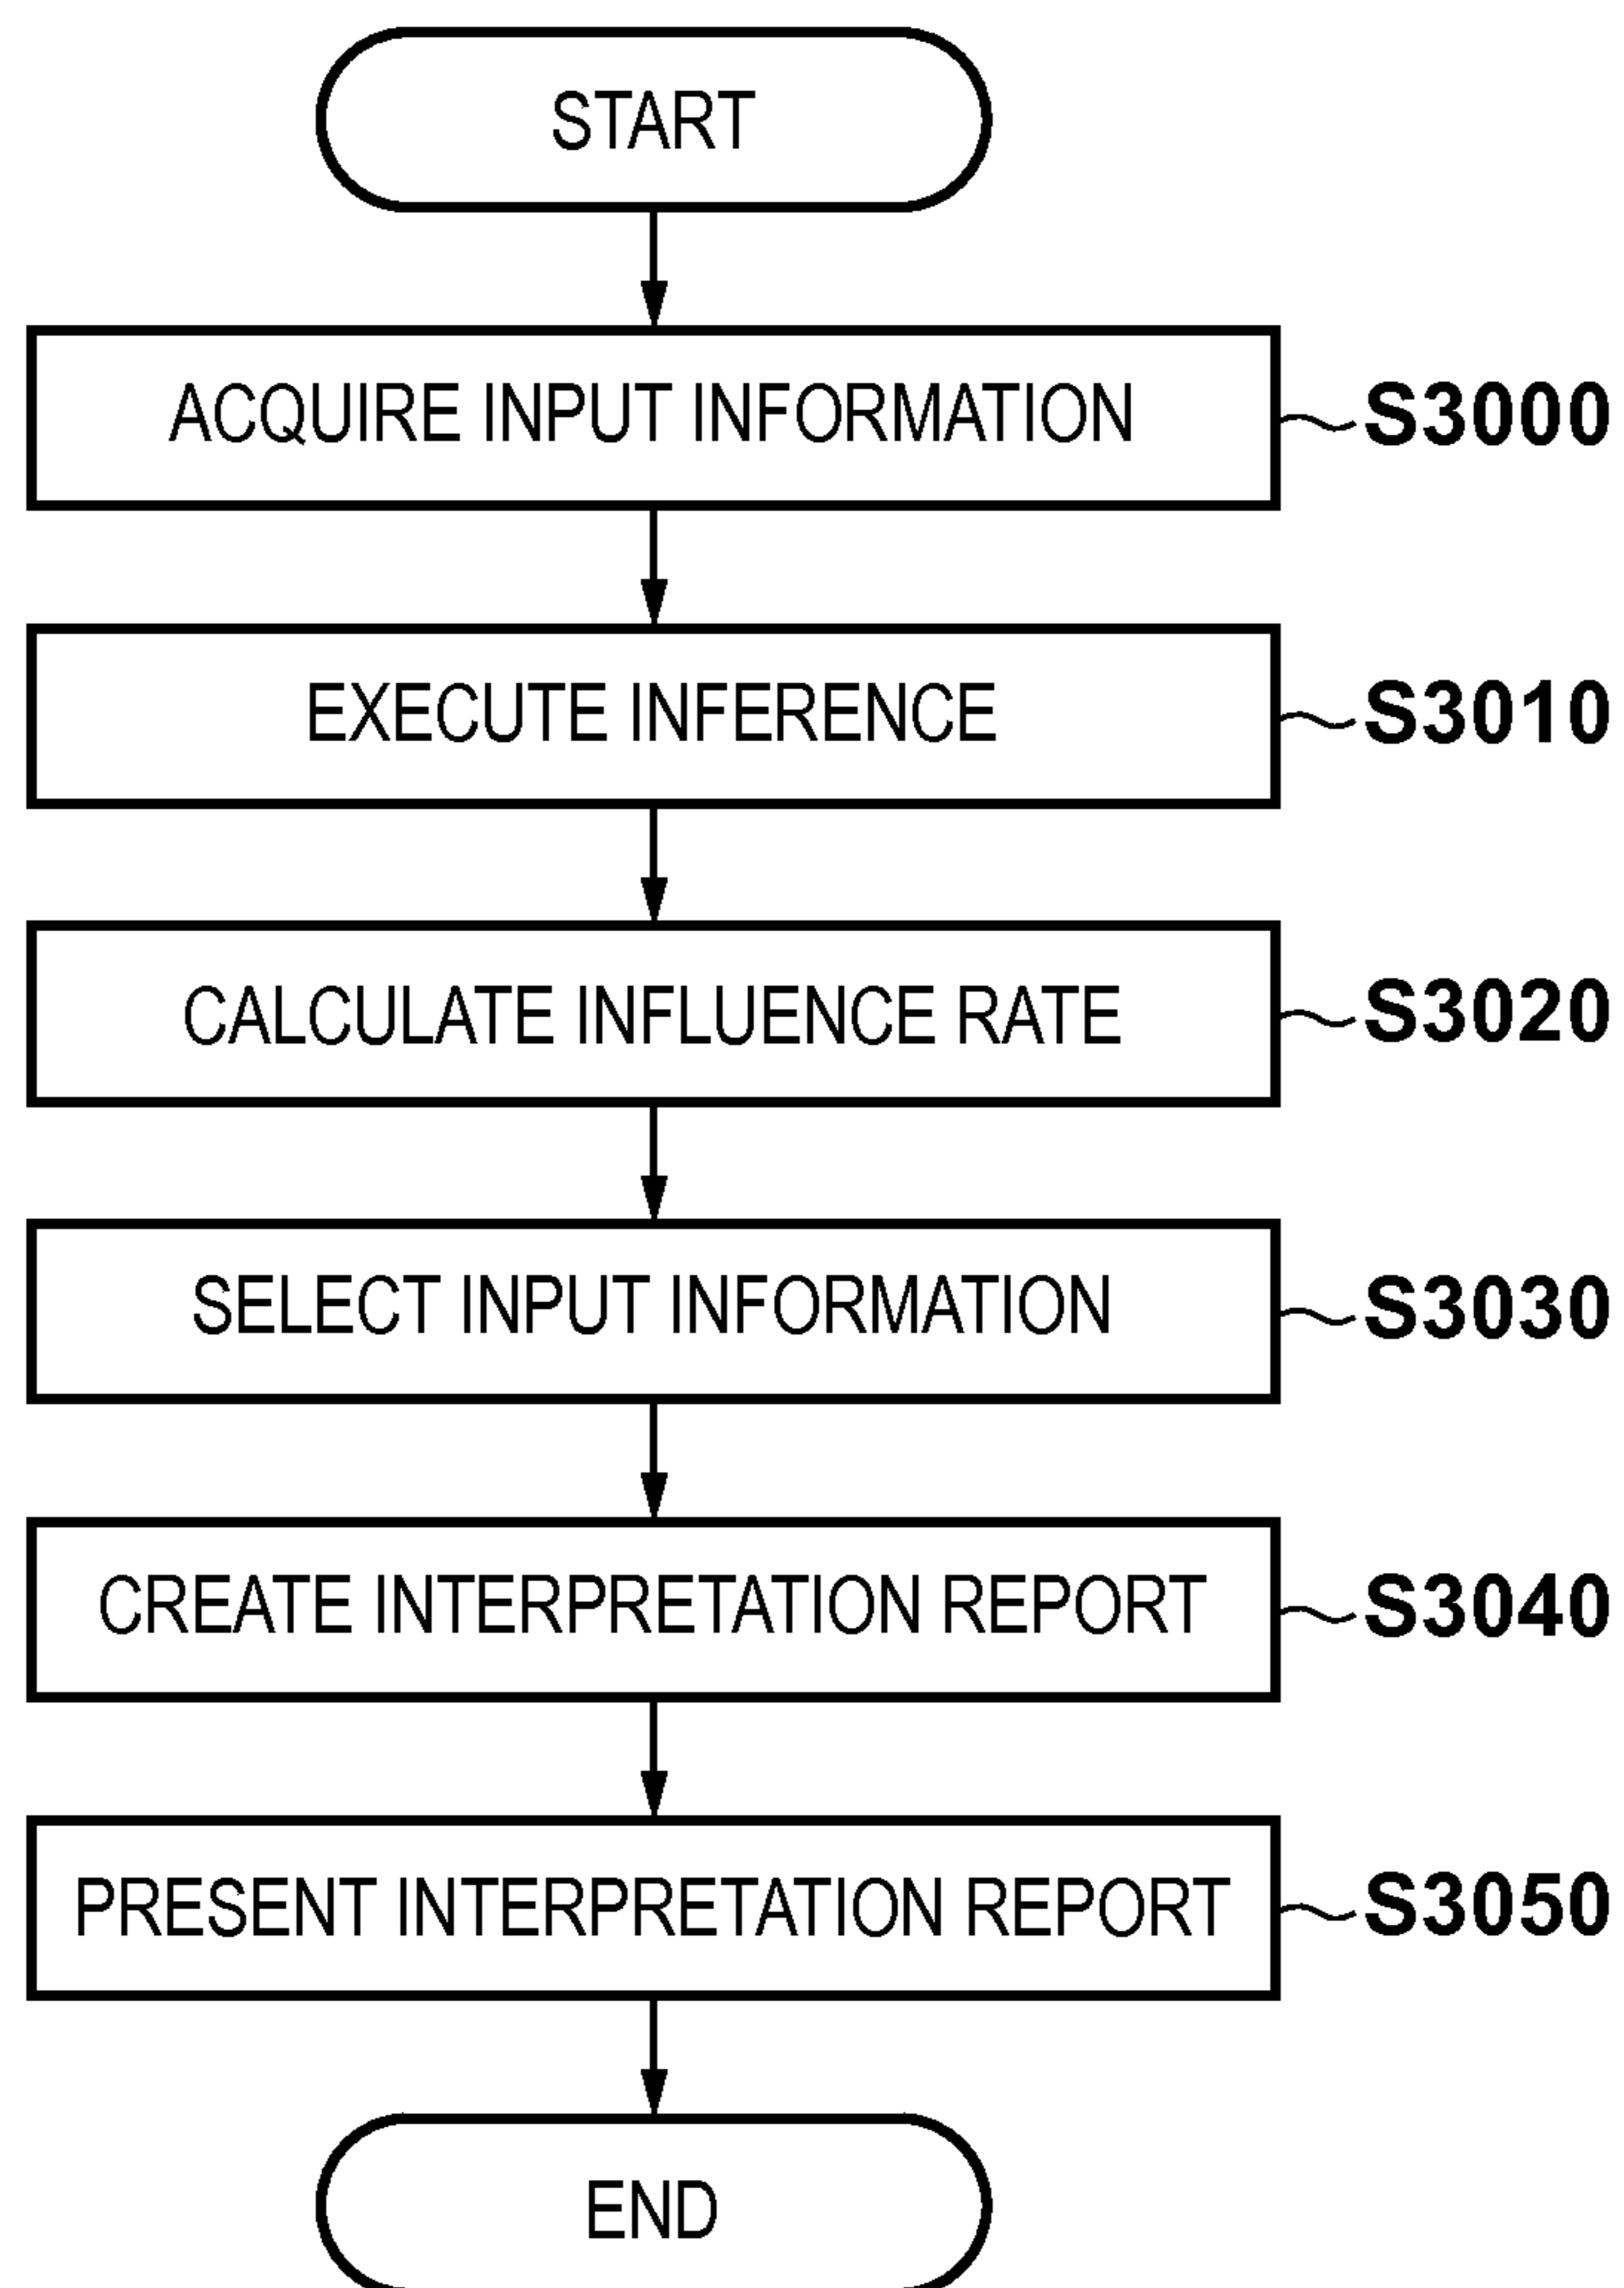 START
ACQUIRE INPUT INFORMATION S3000
EXECUTE INFERENCE S3010
CALCULATE INFLUENCE RATE S3020
SELECT INPUT INFORMATION S3030
CREATE INTERPRETATION REPORT S3040
PRESENT INTERPRETATION REPORT S3050
END